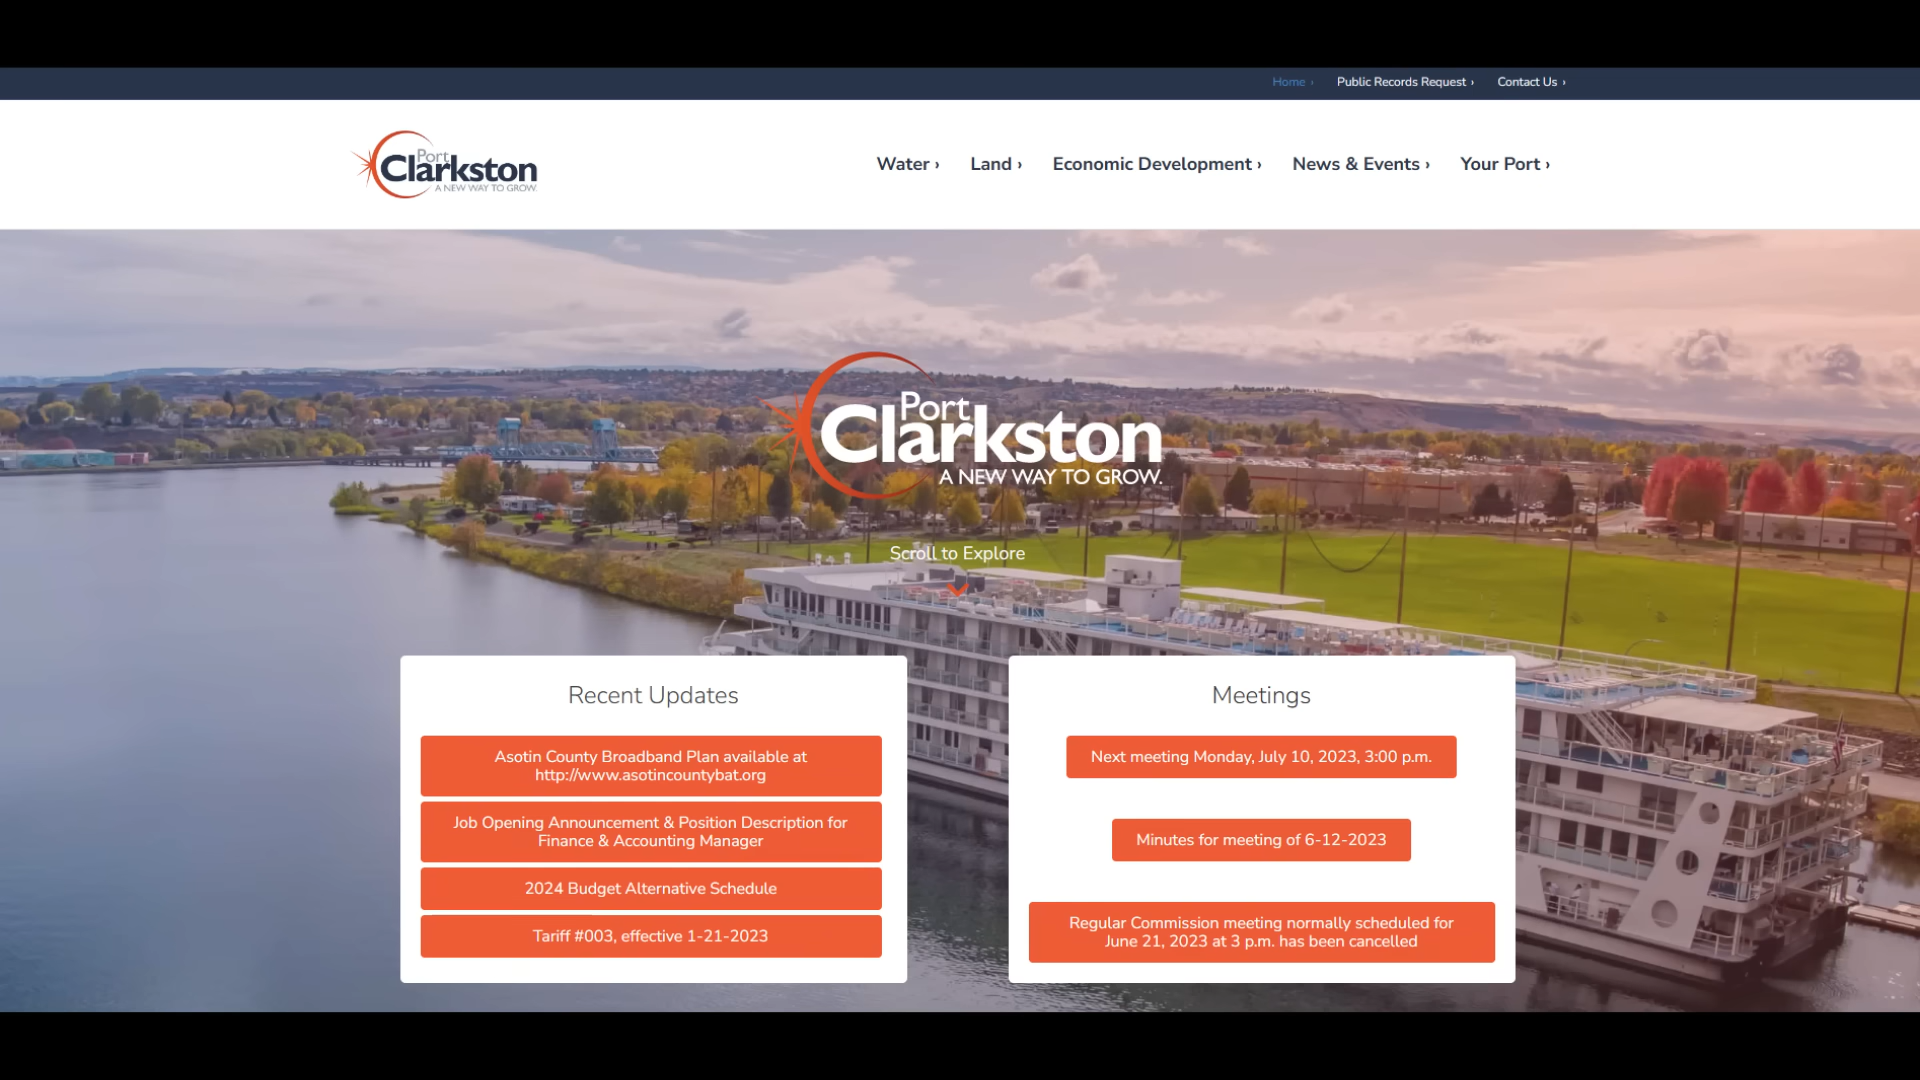 Home ›
Public Records Request ›
Contact Us ›
Port
Clarkston
A NEW WAY TO GROW.
Water ›
Land ›
Economic Development ›
News & Events ›
Your Port ›
Port
Clarkston
A NEW WAY TO GROW.
Scroll to Explore
Recent Updates
Asotin County Broadband Plan available at
http://www.asotincountybat.org
Job Opening Announcement & Position Description for
Finance & Accounting Manager
2024 Budget Alternative Schedule
Tariff #003, effective 1-21-2023
Meetings
Next meeting Monday, July 10, 2023, 3:00 p.m.
Minutes for meeting of 6-12-2023
Regular Commission meeting normally scheduled for
June 21, 2023 at 3 p.m. has been cancelled